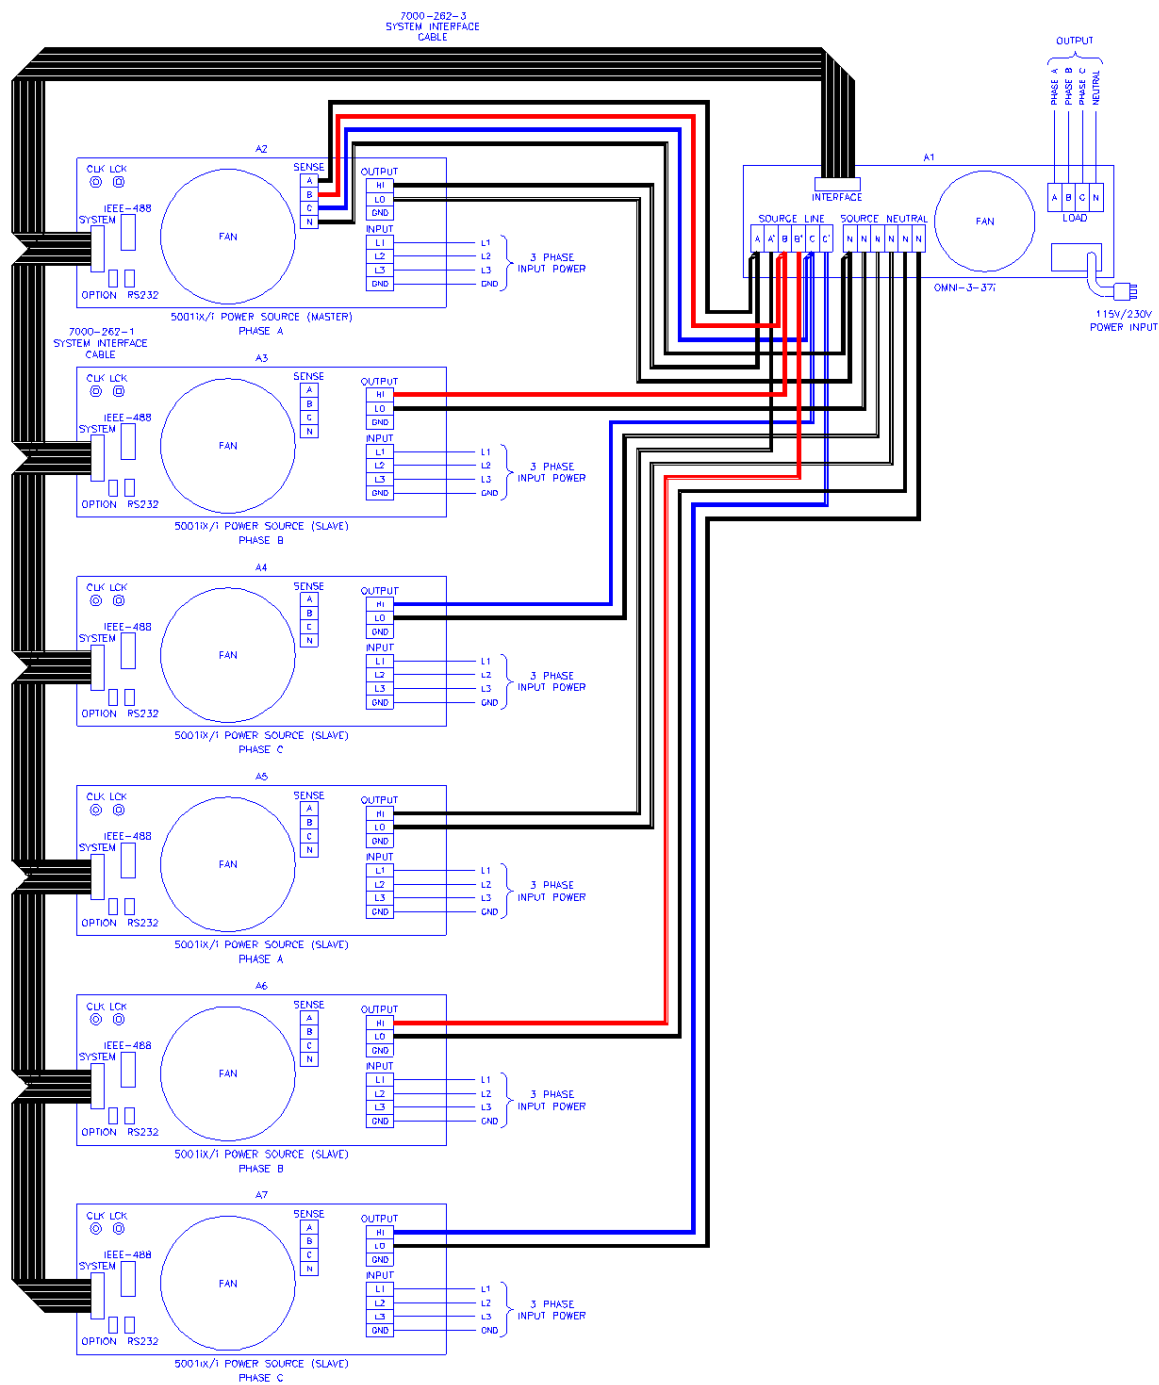 7000-262-3
SYSTEM INTERFACE
CABLE
OUTPUT
PHASE A
PHASE B
PHASE C
NEUTRAL
A1
INTERFACE
SOURCE LINE
SOURCE NEUTRAL
A A' B B' C C'
N N N N N N
FAN
A B C N
LOAD
OMNI-3-37i
115V/230V
POWER INPUT
A2
CLK LCK
IEEE-488
SYSTEM
OPTION RS232
FAN
SENSE
A
B
C
N
OUTPUT
HI
LO
GND
INPUT
L1 L1
L2 L2
L3 L3
GND GND
3 PHASE
INPUT POWER
5001iX/i POWER SOURCE (MASTER)
PHASE A
7000-262-1
SYSTEM INTERFACE
CABLE
A3
CLK LCK
IEEE-488
SYSTEM
OPTION RS232
FAN
SENSE
A
B
C
N
OUTPUT
HI
LO
GND
INPUT
L1 L1
L2 L2
L3 L3
GND GND
3 PHASE
INPUT POWER
5001iX/i POWER SOURCE (SLAVE)
PHASE B
A4
CLK LCK
IEEE-488
SYSTEM
OPTION RS232
FAN
SENSE
A
B
C
N
OUTPUT
HI
LO
GND
INPUT
L1 L1
L2 L2
L3 L3
GND GND
3 PHASE
INPUT POWER
5001iX/i POWER SOURCE (SLAVE)
PHASE C
A5
CLK LCK
IEEE-488
SYSTEM
OPTION RS232
FAN
SENSE
A
B
C
N
OUTPUT
HI
LO
GND
INPUT
L1 L1
L2 L2
L3 L3
GND GND
3 PHASE
INPUT POWER
5001iX/i POWER SOURCE (SLAVE)
PHASE A
A6
CLK LCK
IEEE-488
SYSTEM
OPTION RS232
FAN
SENSE
A
B
C
N
OUTPUT
HI
LO
GND
INPUT
L1 L1
L2 L2
L3 L3
GND GND
3 PHASE
INPUT POWER
5001iX/i POWER SOURCE (SLAVE)
PHASE B
A7
CLK LCK
IEEE-488
SYSTEM
OPTION RS232
FAN
SENSE
A
B
C
N
OUTPUT
HI
LO
GND
INPUT
L1 L1
L2 L2
L3 L3
GND GND
3 PHASE
INPUT POWER
5001iX/i POWER SOURCE (SLAVE)
PHASE C